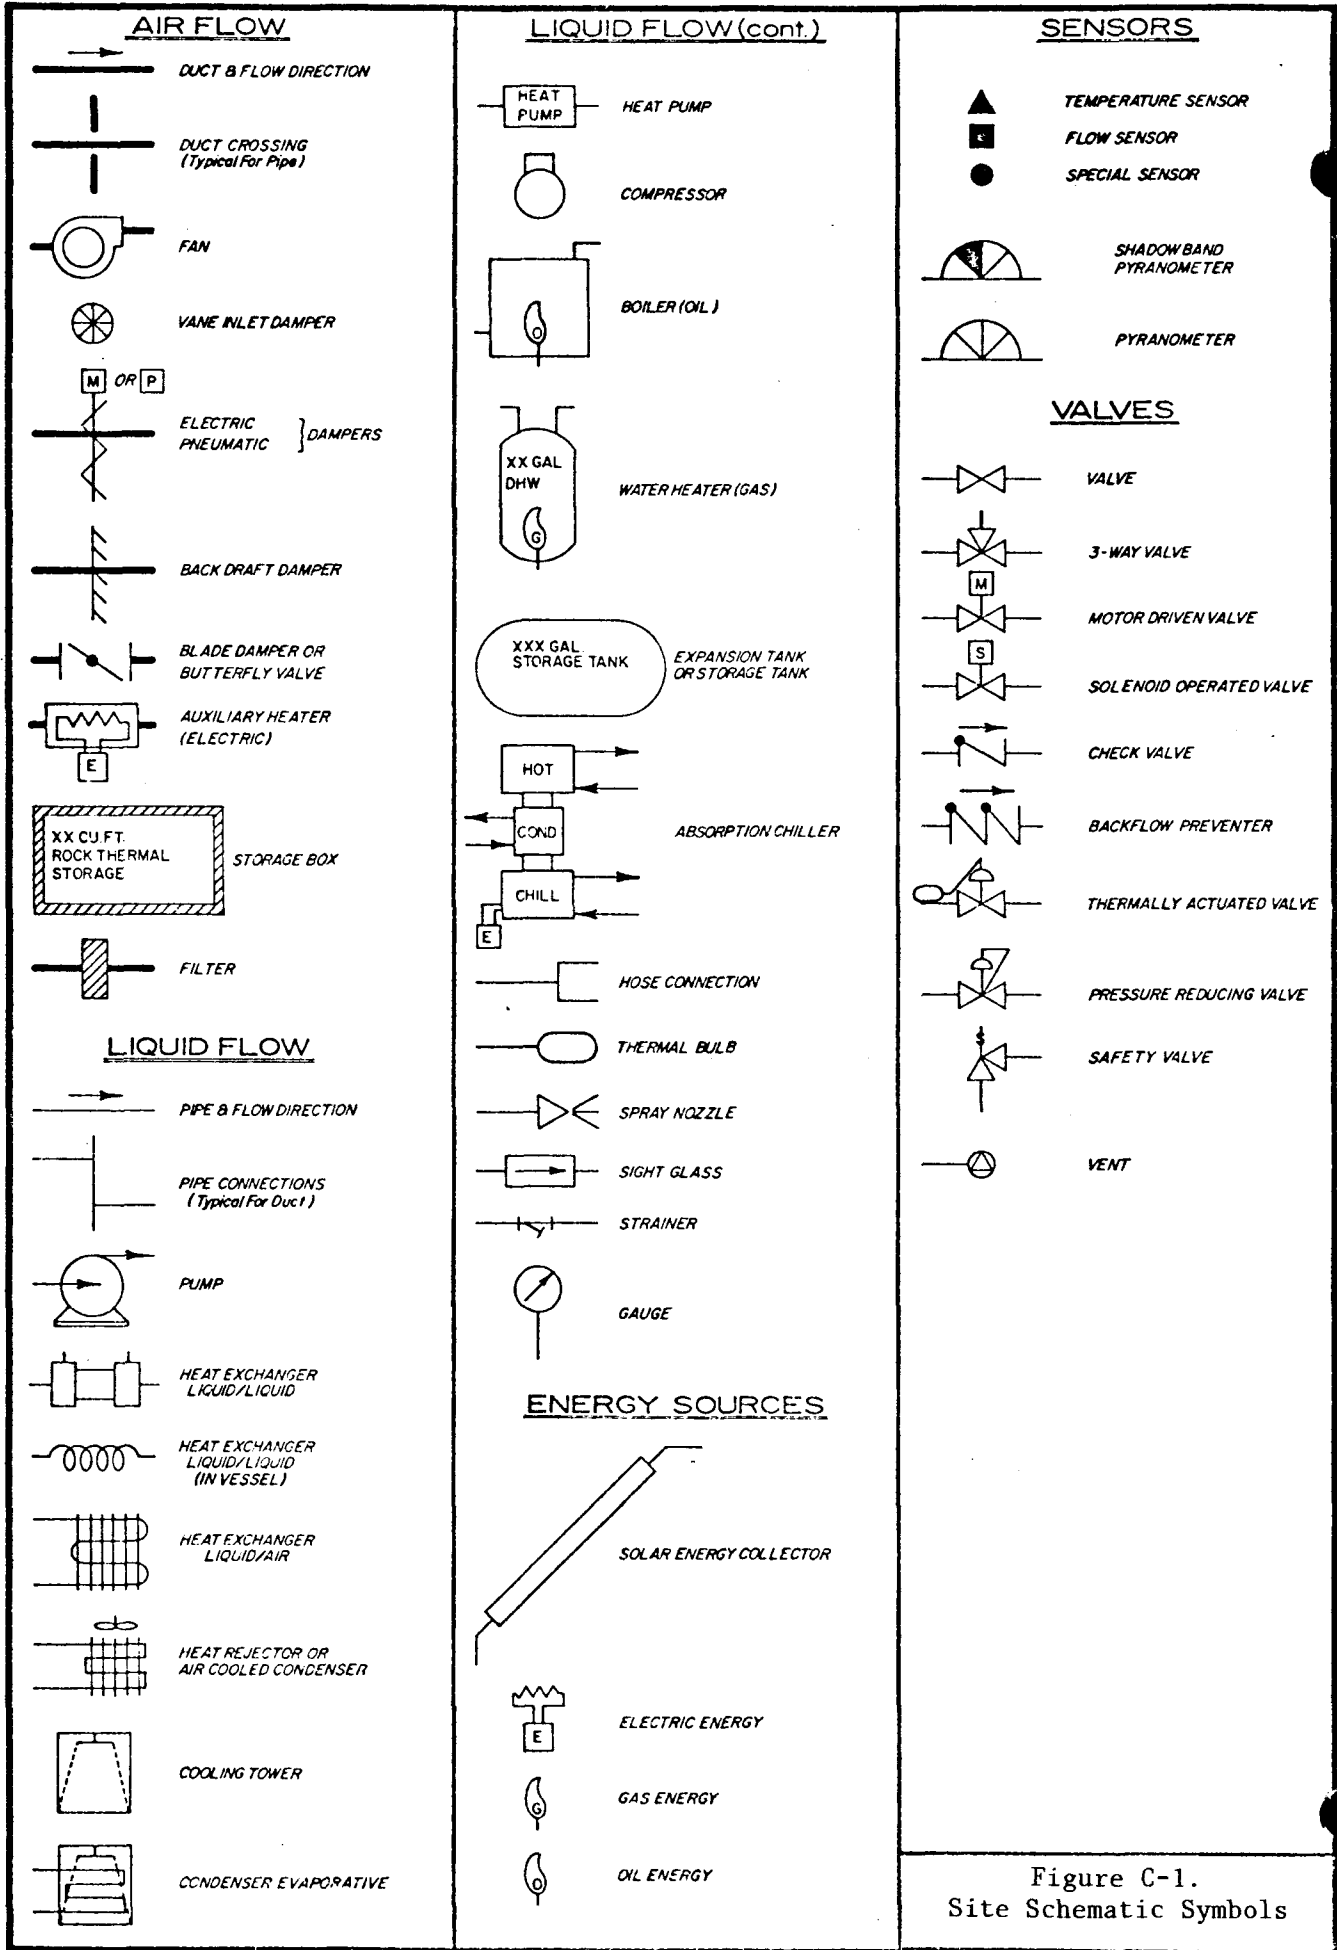 AIR FLOW
DUCT & FLOW DIRECTION
DUCT CROSSING
(Typical For Pipe)
FAN
VANE INLET DAMPER
M OR P
ELECTRIC
PNEUMATIC } DAMPERS
BACK DRAFT DAMPER
BLADE DAMPER OR
BUTTERFLY VALVE
AUXILIARY HEATER
(ELECTRIC)
E
XX CU.FT.
ROCK THERMAL
STORAGE
STORAGE BOX
FILTER
LIQUID FLOW
PIPE & FLOW DIRECTION
PIPE CONNECTIONS
(Typical For Duct)
PUMP
HEAT EXCHANGER
LIQUID/LIQUID
HEAT EXCHANGER
LIQUID/LIQUID
(IN VESSEL)
HEAT EXCHANGER
LIQUID/AIR
HEAT REJECTOR OR
AIR COOLED CONDENSER
COOLING TOWER
CONDENSER EVAPORATIVE
LIQUID FLOW (cont.)
HEAT
PUMP
HEAT PUMP
COMPRESSOR
BOILER (OIL)
O
XX GAL
DHW
WATER HEATER (GAS)
G
XXX GAL.
STORAGE TANK
EXPANSION TANK
OR STORAGE TANK
HOT
COND
ABSORPTION CHILLER
CHILL
E
HOSE CONNECTION
THERMAL BULB
SPRAY NOZZLE
SIGHT GLASS
STRAINER
GAUGE
ENERGY SOURCES
SOLAR ENERGY COLLECTOR
ELECTRIC ENERGY
E
GAS ENERGY
G
OIL ENERGY
O
SENSORS
TEMPERATURE SENSOR
FLOW SENSOR
SPECIAL SENSOR
SHADOW BAND
PYRANOMETER
PYRANOMETER
VALVES
VALVE
3-WAY VALVE
M
MOTOR DRIVEN VALVE
S
SOLENOID OPERATED VALVE
CHECK VALVE
BACKFLOW PREVENTER
THERMALLY ACTUATED VALVE
PRESSURE REDUCING VALVE
SAFETY VALVE
VENT
Figure C-1.
Site Schematic Symbols